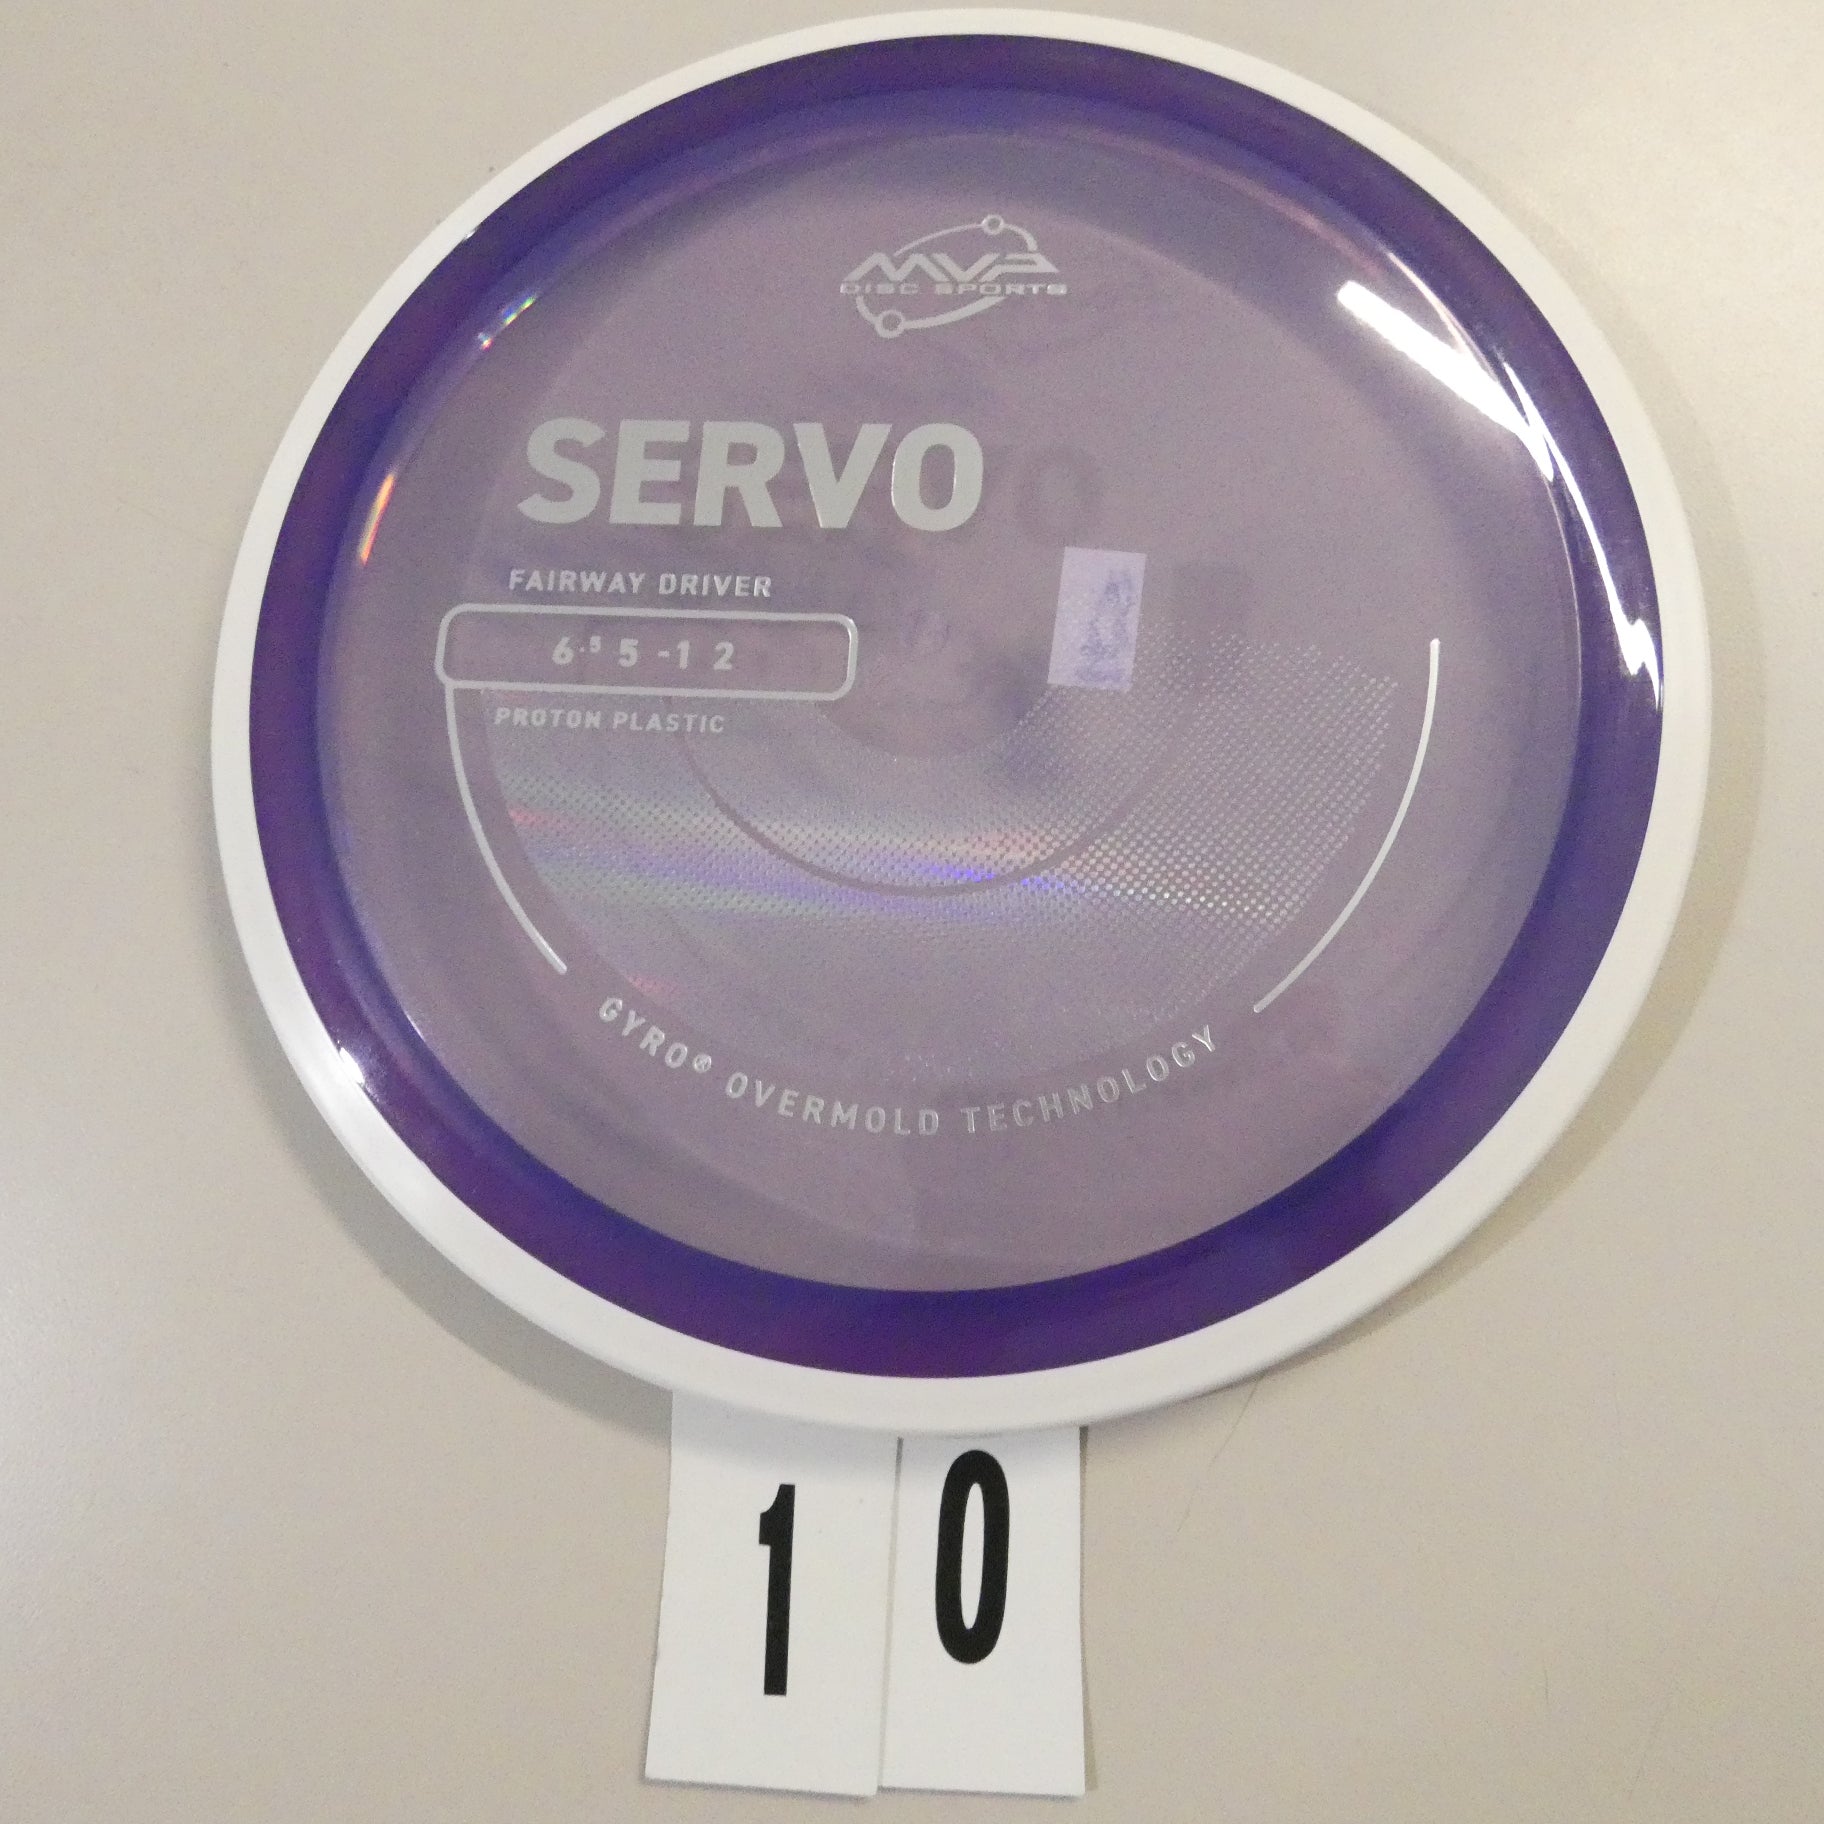 MVP
DISC SPORTS
SERVO
FAIRWAY DRIVER
6.5 5 -1 2
PROTON PLASTIC
GYRO® OVERMOLD TECHNOLOGY
1 0